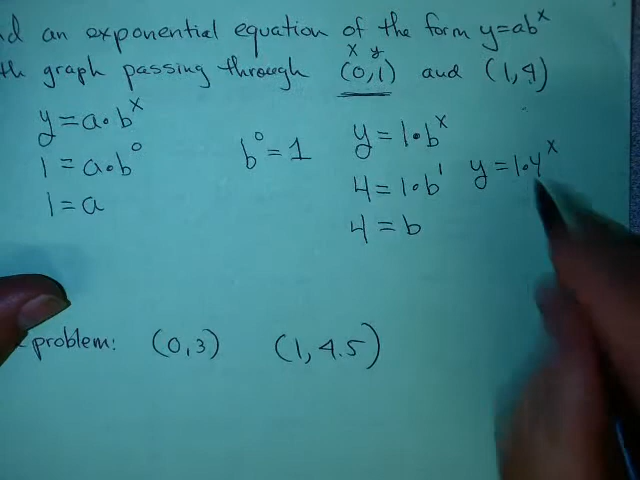 nd an exponential equation of the form y=ab^x
th graph passing through (0,1) and (1,4)
x y
y = a·b^x
1 = a·b^0
1 = a
b^0 = 1
y = 1·b^x
4 = 1·b^1
4 = b
y = 1·4^x
problem: (0,3) (1, 4.5)